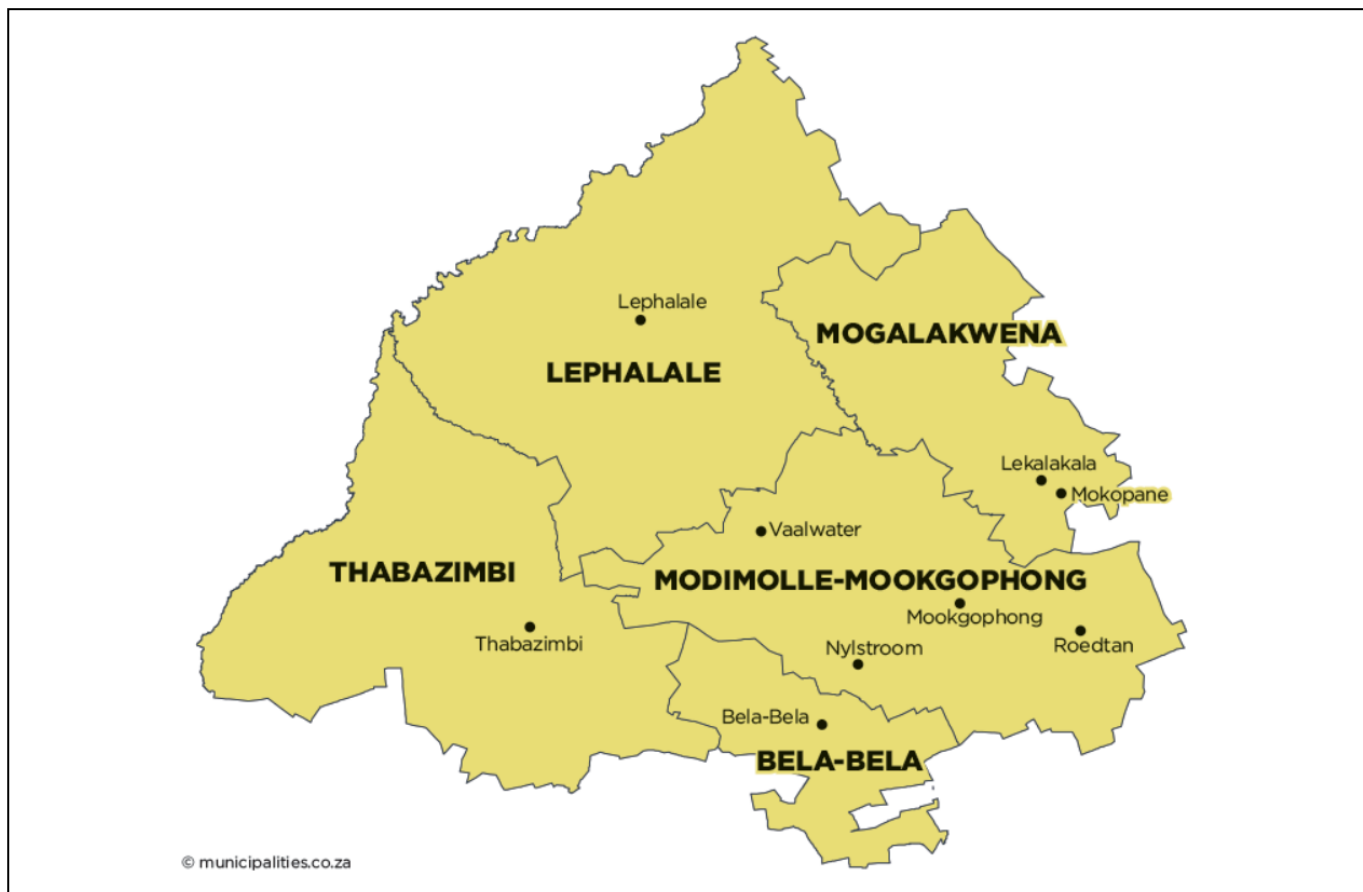 Lephalale
LEPHALALE
MOGALAKWENA
Lekalakala
Mokopane
Vaalwater
THABAZIMBI
MODIMOLLE-MOOKGOPHONG
Mookgophong
Thabazimbi
Nylstroom
Roedtan
Bela-Bela
BELA-BELA
© municipalities.co.za